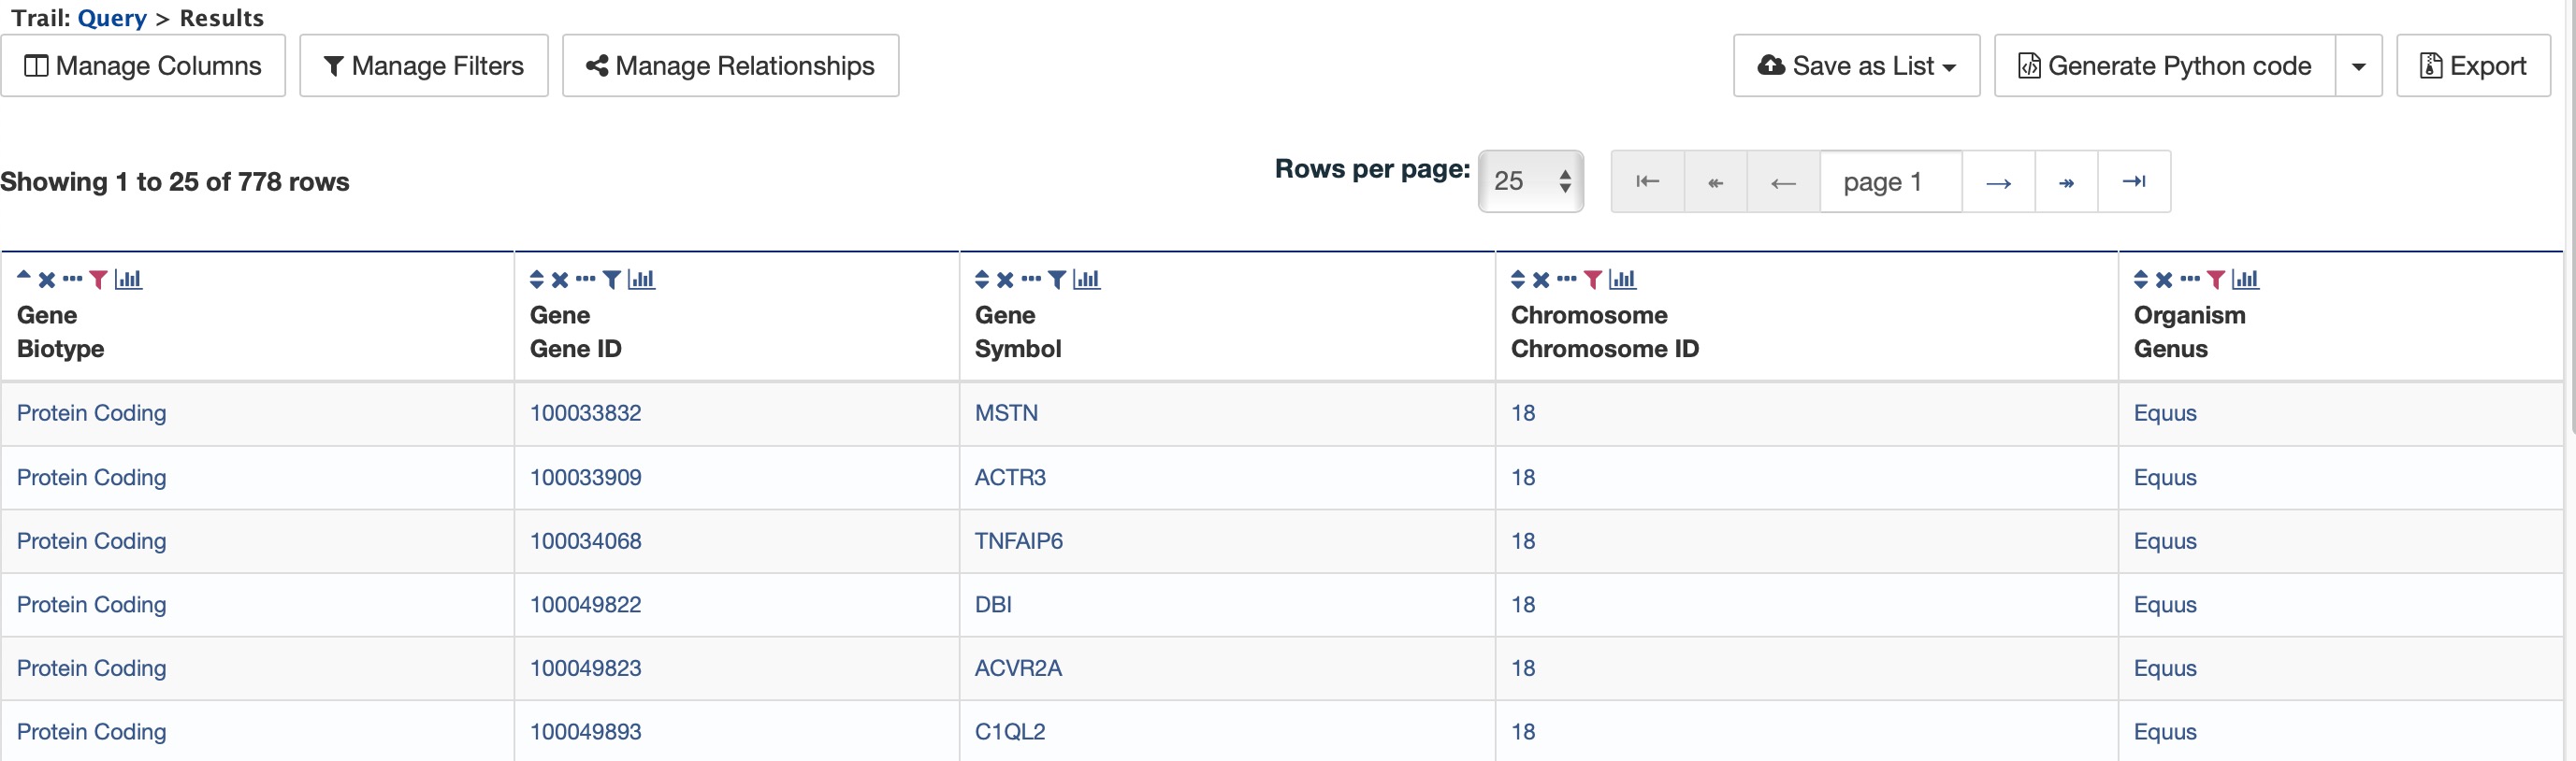 Trail: Query > Results
Manage Columns Manage Filters Manage Relationships Save as List Generate Python code Export
Showing 1 to 25 of 778 rows Rows per page: 25 page 1
Gene Gene Gene Chromosome Organism
Biotype Gene ID Symbol Chromosome ID Genus
Protein Coding 100033832 MSTN 18 Equus
Protein Coding 100033909 ACTR3 18 Equus
Protein Coding 100034068 TNFAIP6 18 Equus
Protein Coding 100049822 DBI 18 Equus
Protein Coding 100049823 ACVR2A 18 Equus
Protein Coding 100049893 C1QL2 18 Equus